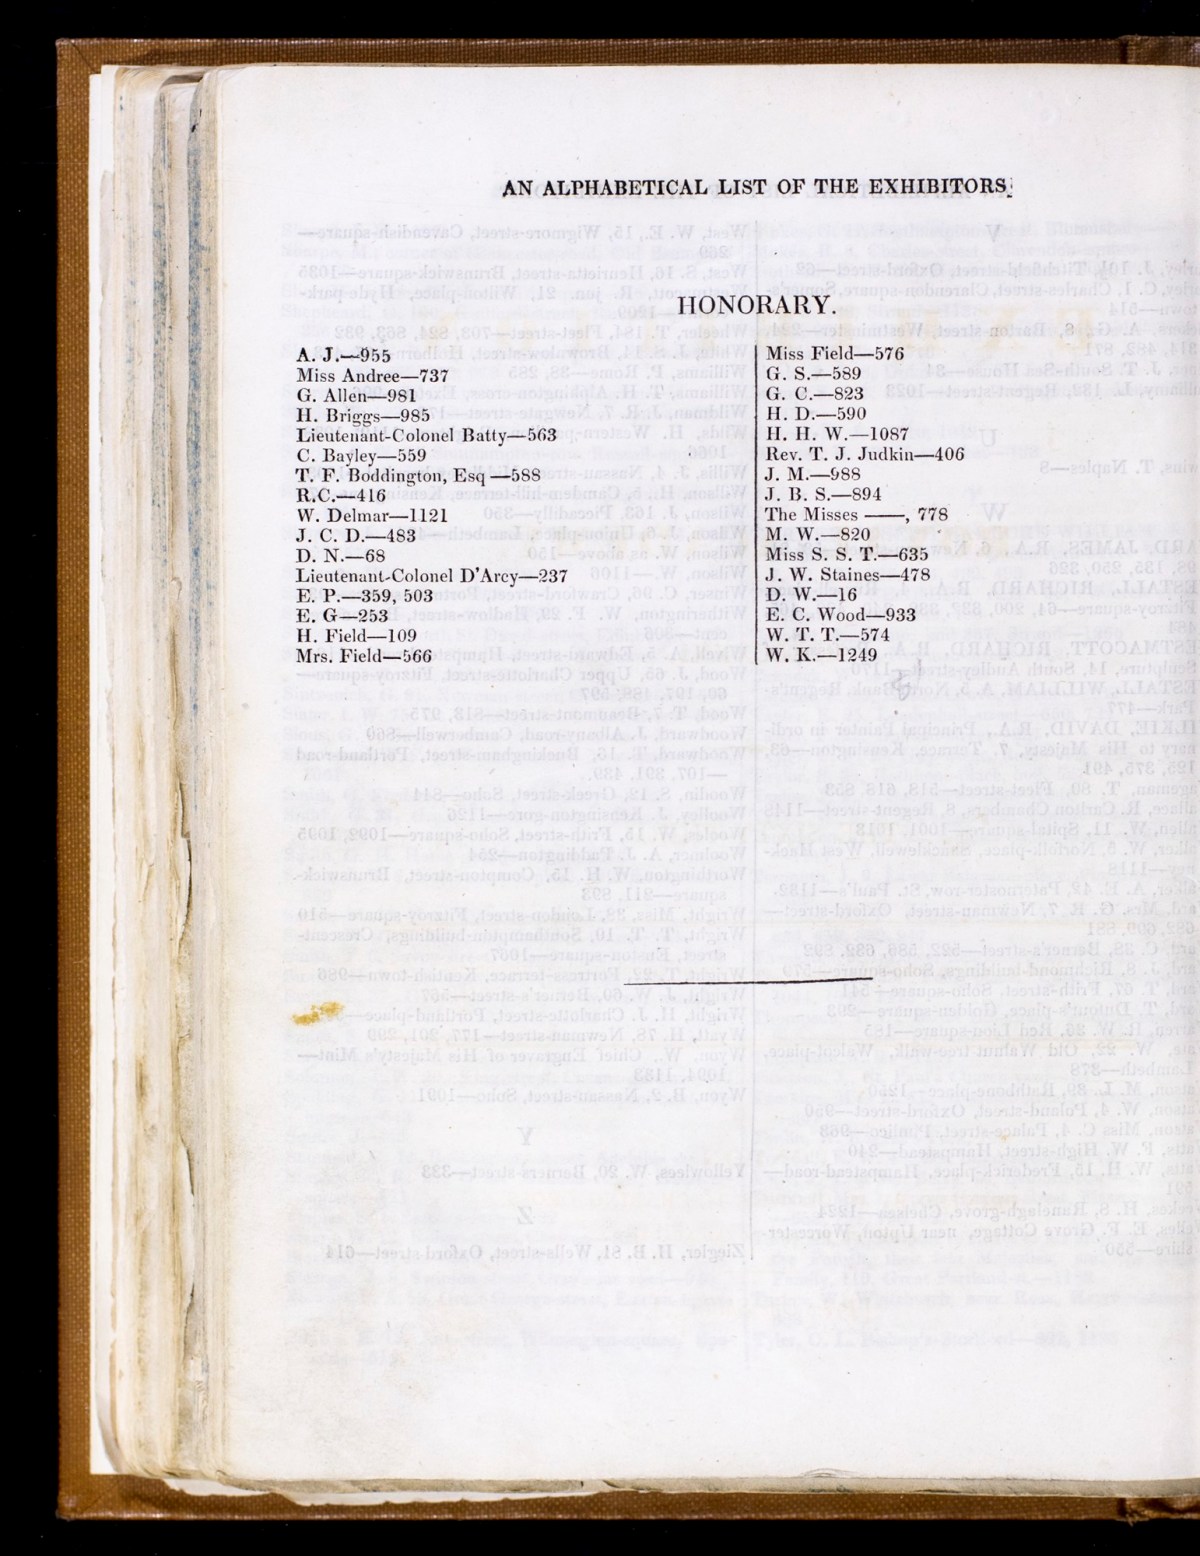 AN ALPHABETICAL LIST OF THE EXHIBITORS.
HONORARY.
A. J.—955
Miss Andree—737
G. Allen—981
H. Briggs—985
Lieutenant-Colonel Batty—563
C. Bayley—559
T. F. Boddington, Esq—588
R.C.—416
W. Delmar—1121
J. C. D.—483
D. N.—68
Lieutenant-Colonel D'Arcy—237
E. P.—359, 503
E. G—253
H. Field—109
Mrs. Field—566
Miss Field—576
G. S.—589
G. C.—823
H. D.—590
H. H. W.—1087
Rev. T. J. Judkin—406
J. M.—988
J. B. S.—894
The Misses ——, 778
M. W.—820
Miss S. S. T.—635
J. W. Staines—478
D. W.—16
E. C. Wood—933
W. T. T.—574
W. K.—1249